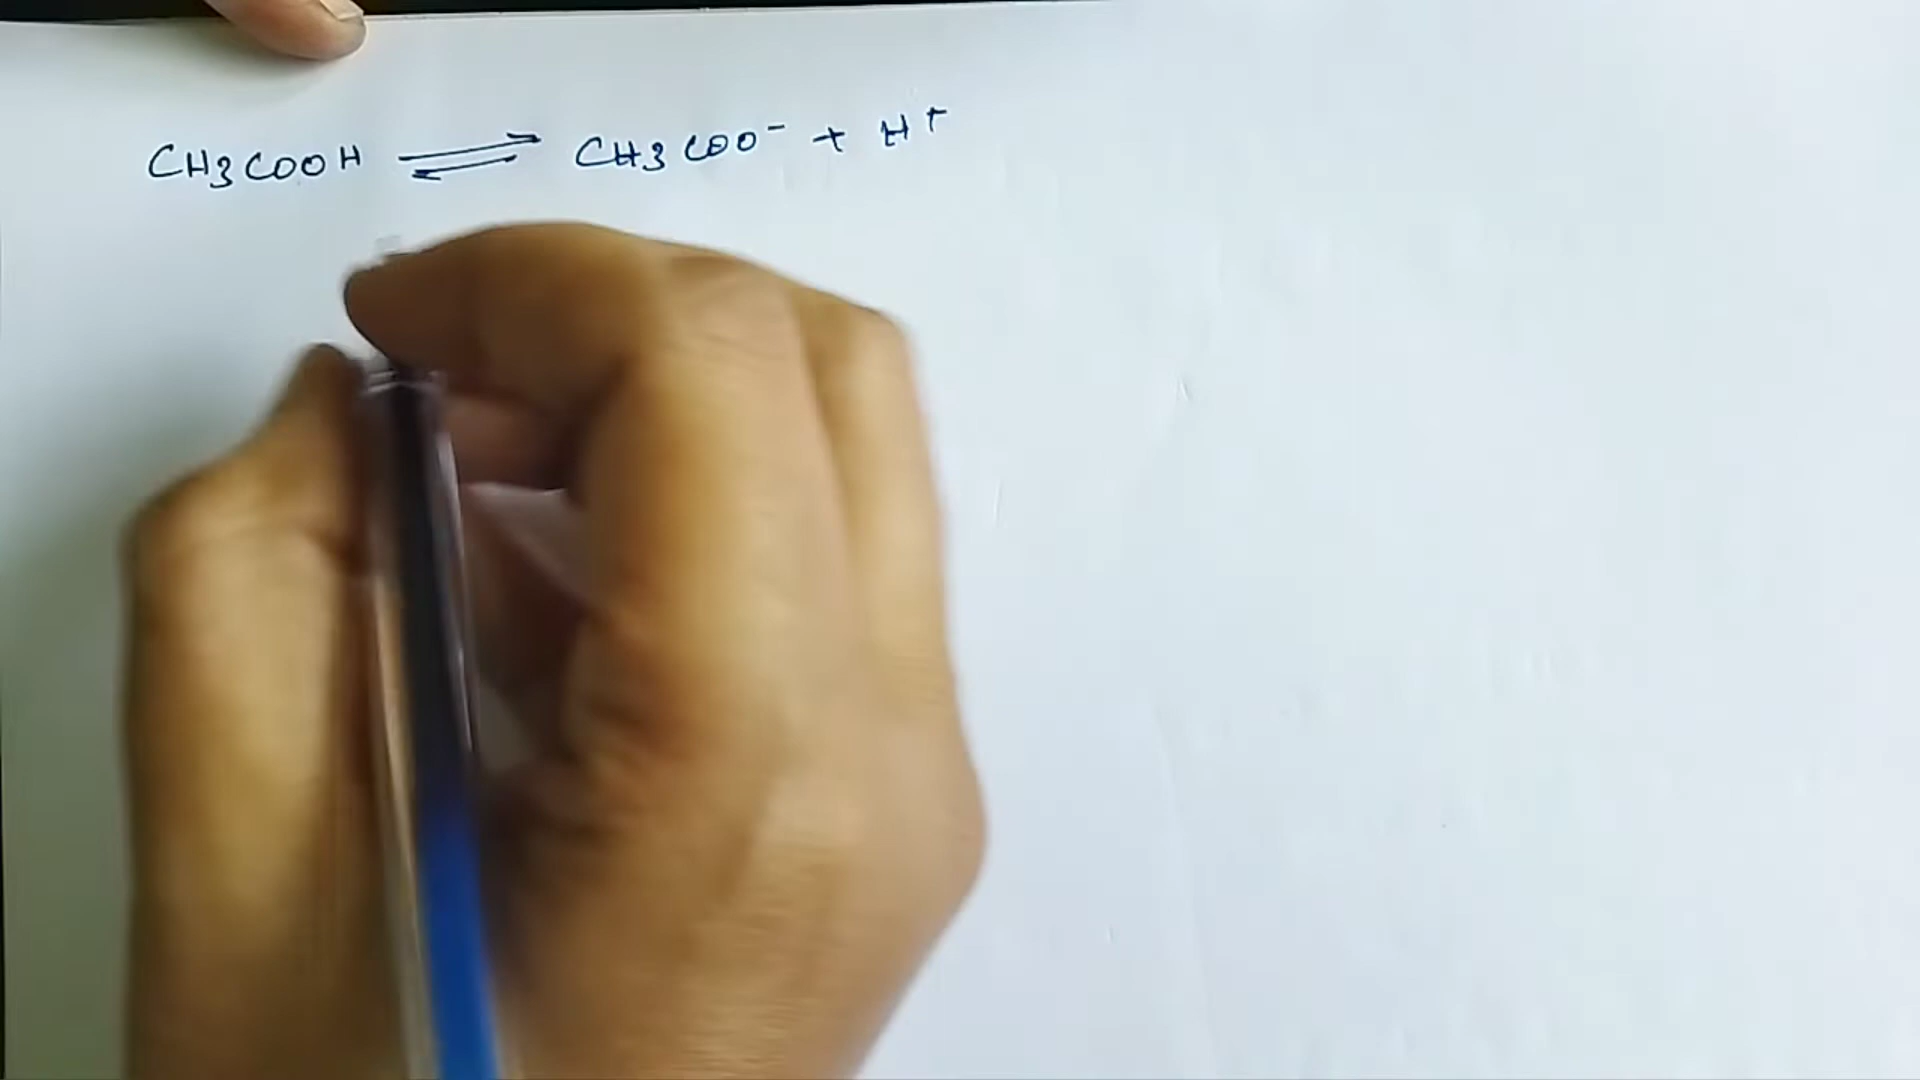 CH3COOH ⇌ CH3COO⁻ + H⁺